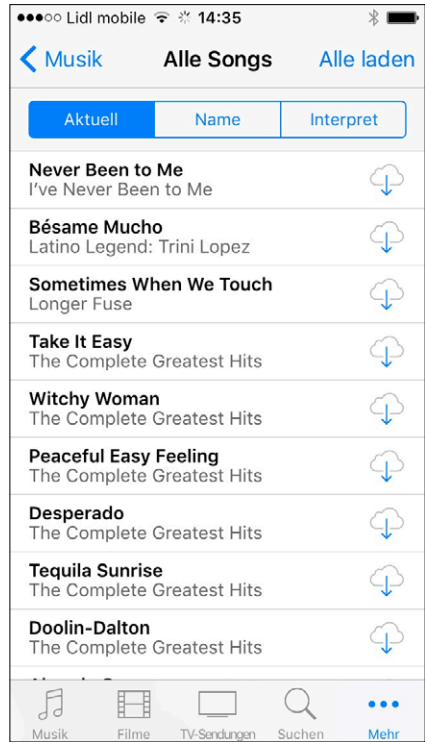 Lidl mobile 14:35
Musik Alle Songs Alle laden
Aktuell Name Interpret
Never Been to Me
I've Never Been to Me
Bésame Mucho
Latino Legend: Trini Lopez
Sometimes When We Touch
Longer Fuse
Take It Easy
The Complete Greatest Hits
Witchy Woman
The Complete Greatest Hits
Peaceful Easy Feeling
The Complete Greatest Hits
Desperado
The Complete Greatest Hits
Tequila Sunrise
The Complete Greatest Hits
Doolin-Dalton
The Complete Greatest Hits
Musik Filme TV-Sendungen Suchen Mehr